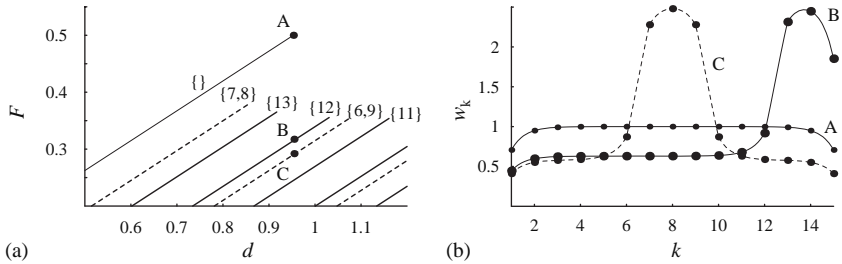 F
0.5
0.4
0.3
A
{}
{7,8}
{13}
{12}
{6,9}
{11}
B
C
0.6 0.7 0.8 0.9 1 1.1
d
(a)
w_k
2
1.5
1
0.5
B
C
A
2 4 6 8 10 12 14
k
(b)